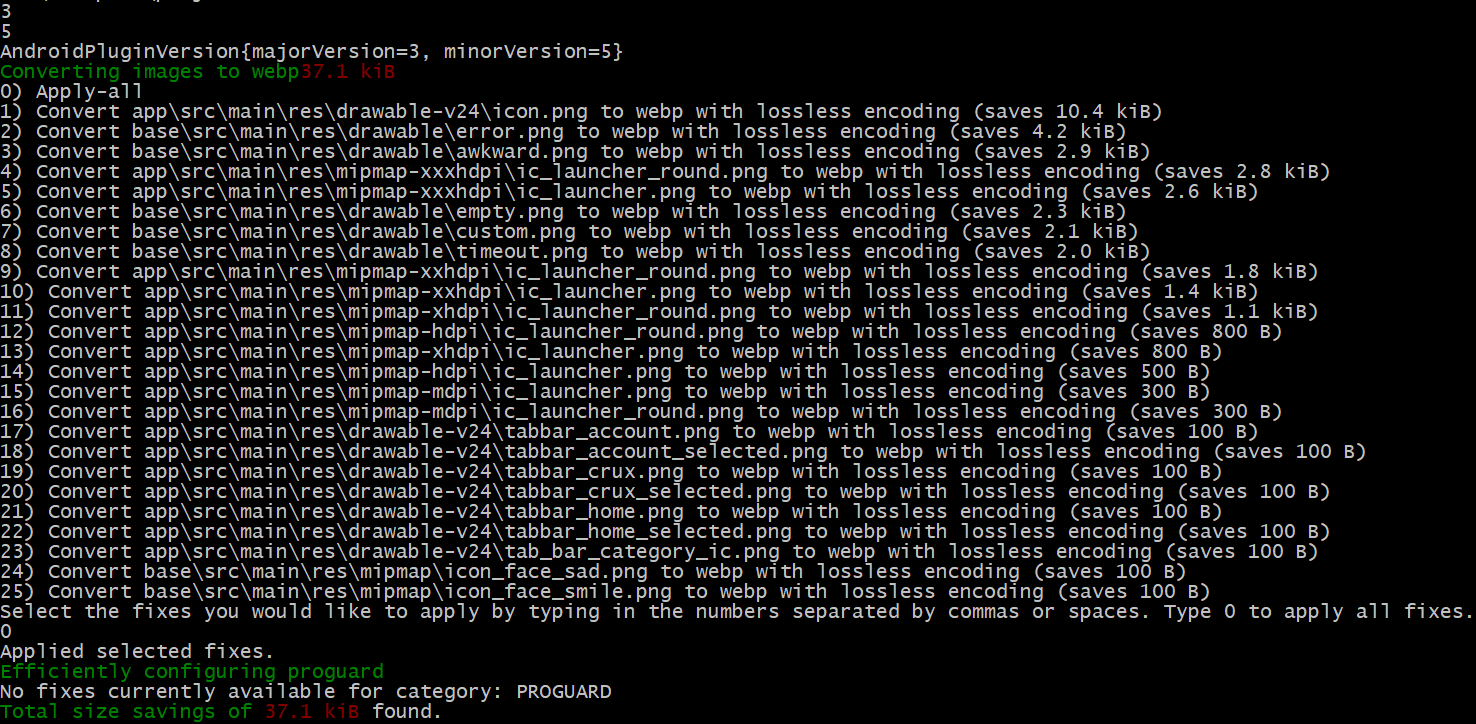 3
5
AndroidPluginVersion{majorVersion=3, minorVersion=5}
Converting images to webp37.1 kiB
0) Apply-all
1) Convert app\src\main\res\drawable-v24\icon.png to webp with lossless encoding (saves 10.4 kiB)
2) Convert base\src\main\res\drawable\error.png to webp with lossless encoding (saves 4.2 kiB)
3) Convert base\src\main\res\drawable\awkward.png to webp with lossless encoding (saves 2.9 kiB)
4) Convert app\src\main\res\mipmap-xxxhdpi\ic_launcher_round.png to webp with lossless encoding (saves 2.8 kiB)
5) Convert app\src\main\res\mipmap-xxxhdpi\ic_launcher.png to webp with lossless encoding (saves 2.6 kiB)
6) Convert base\src\main\res\drawable\empty.png to webp with lossless encoding (saves 2.3 kiB)
7) Convert base\src\main\res\drawable\custom.png to webp with lossless encoding (saves 2.1 kiB)
8) Convert base\src\main\res\drawable\timeout.png to webp with lossless encoding (saves 2.0 kiB)
9) Convert app\src\main\res\mipmap-xxhdpi\ic_launcher_round.png to webp with lossless encoding (saves 1.8 kiB)
10) Convert app\src\main\res\mipmap-xxhdpi\ic_launcher.png to webp with lossless encoding (saves 1.4 kiB)
11) Convert app\src\main\res\mipmap-xhdpi\ic_launcher_round.png to webp with lossless encoding (saves 1.1 kiB)
12) Convert app\src\main\res\mipmap-hdpi\ic_launcher_round.png to webp with lossless encoding (saves 800 B)
13) Convert app\src\main\res\mipmap-xhdpi\ic_launcher.png to webp with lossless encoding (saves 800 B)
14) Convert app\src\main\res\mipmap-hdpi\ic_launcher.png to webp with lossless encoding (saves 500 B)
15) Convert app\src\main\res\mipmap-mdpi\ic_launcher.png to webp with lossless encoding (saves 300 B)
16) Convert app\src\main\res\mipmap-mdpi\ic_launcher_round.png to webp with lossless encoding (saves 300 B)
17) Convert app\src\main\res\drawable-v24\tabbar_account.png to webp with lossless encoding (saves 100 B)
18) Convert app\src\main\res\drawable-v24\tabbar_account_selected.png to webp with lossless encoding (saves 100 B)
19) Convert app\src\main\res\drawable-v24\tabbar_crux.png to webp with lossless encoding (saves 100 B)
20) Convert app\src\main\res\drawable-v24\tabbar_crux_selected.png to webp with lossless encoding (saves 100 B)
21) Convert app\src\main\res\drawable-v24\tabbar_home.png to webp with lossless encoding (saves 100 B)
22) Convert app\src\main\res\drawable-v24\tabbar_home_selected.png to webp with lossless encoding (saves 100 B)
23) Convert app\src\main\res\drawable-v24\tab_bar_category_ic.png to webp with lossless encoding (saves 100 B)
24) Convert base\src\main\res\mipmap\icon_face_sad.png to webp with lossless encoding (saves 100 B)
25) Convert base\src\main\res\mipmap\icon_face_smile.png to webp with lossless encoding (saves 100 B)
Select the fixes you would like to apply by typing in the numbers separated by commas or spaces. Type 0 to apply all fixes.
0
Applied selected fixes.
Efficiently configuring proguard
No fixes currently available for category: PROGUARD
Total size savings of 37.1 kiB found.